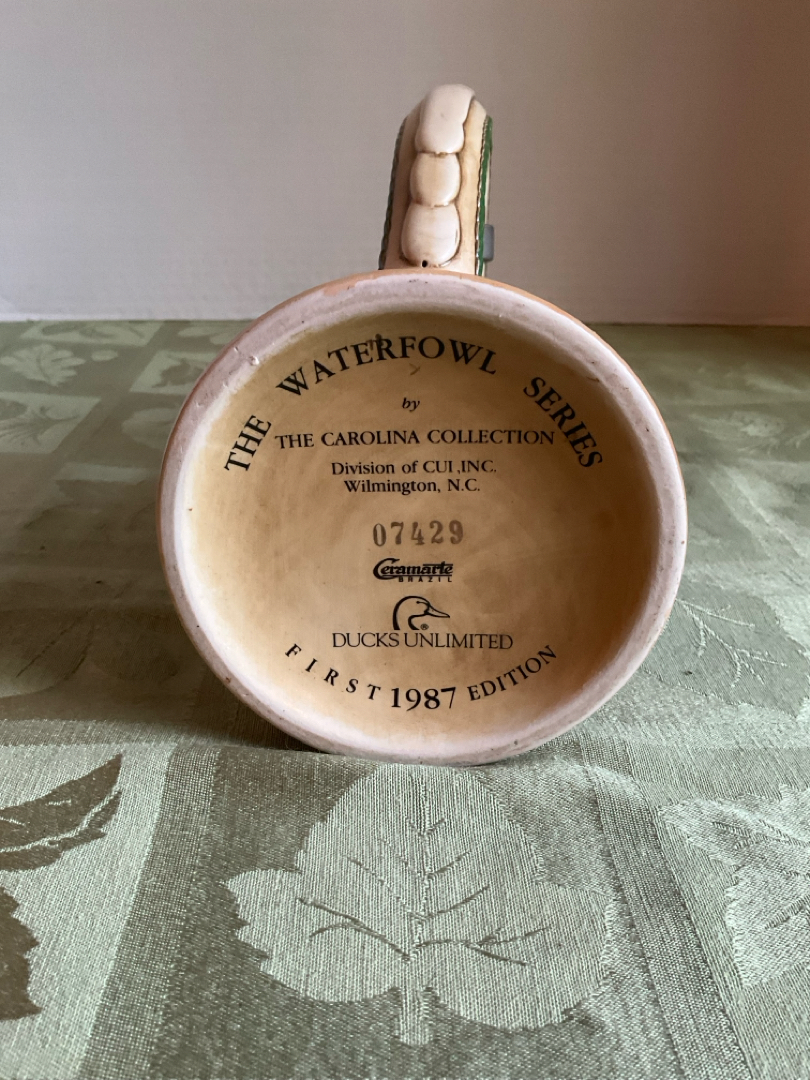 THE WATERFOWL SERIES
by
THE CAROLINA COLLECTION
Division of CUI ,INC.
Wilmington, N.C.
07429
Ceramarte
BRAZIL
DUCKS UNLIMITED
®
FIRST 1987 EDITION